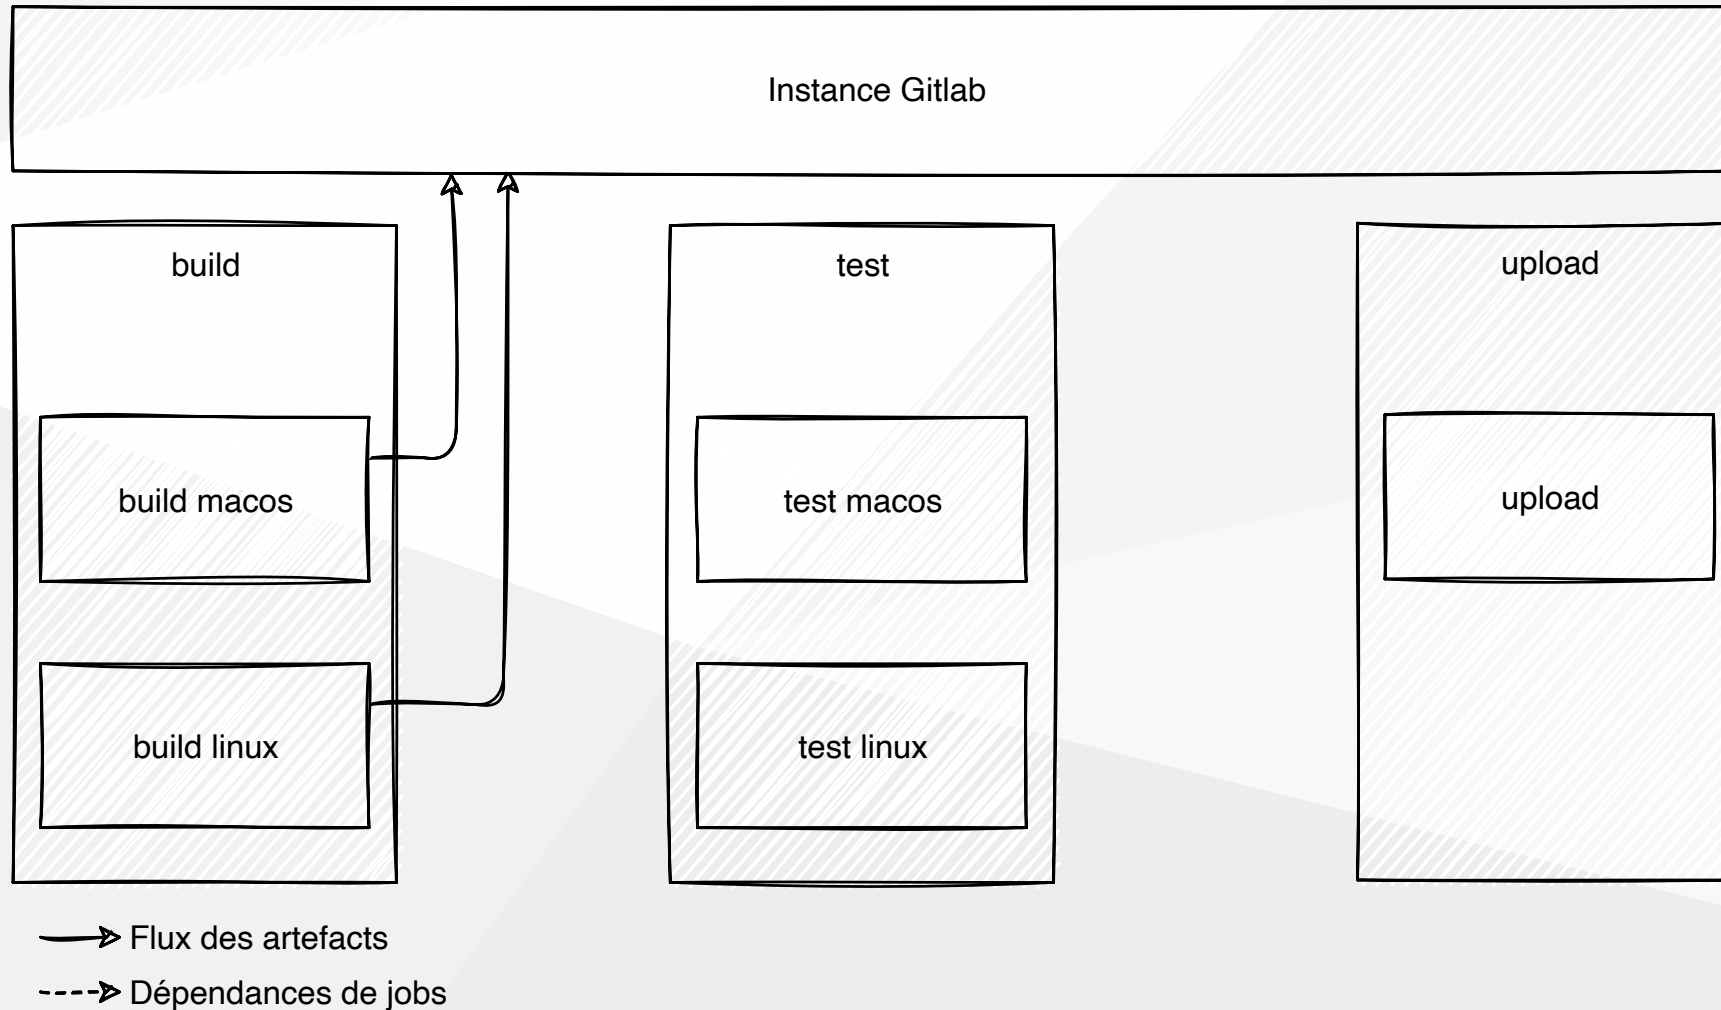 Instance Gitlab
build
test
upload
build macos
test macos
upload
build linux
test linux
Flux des artefacts
Dépendances de jobs